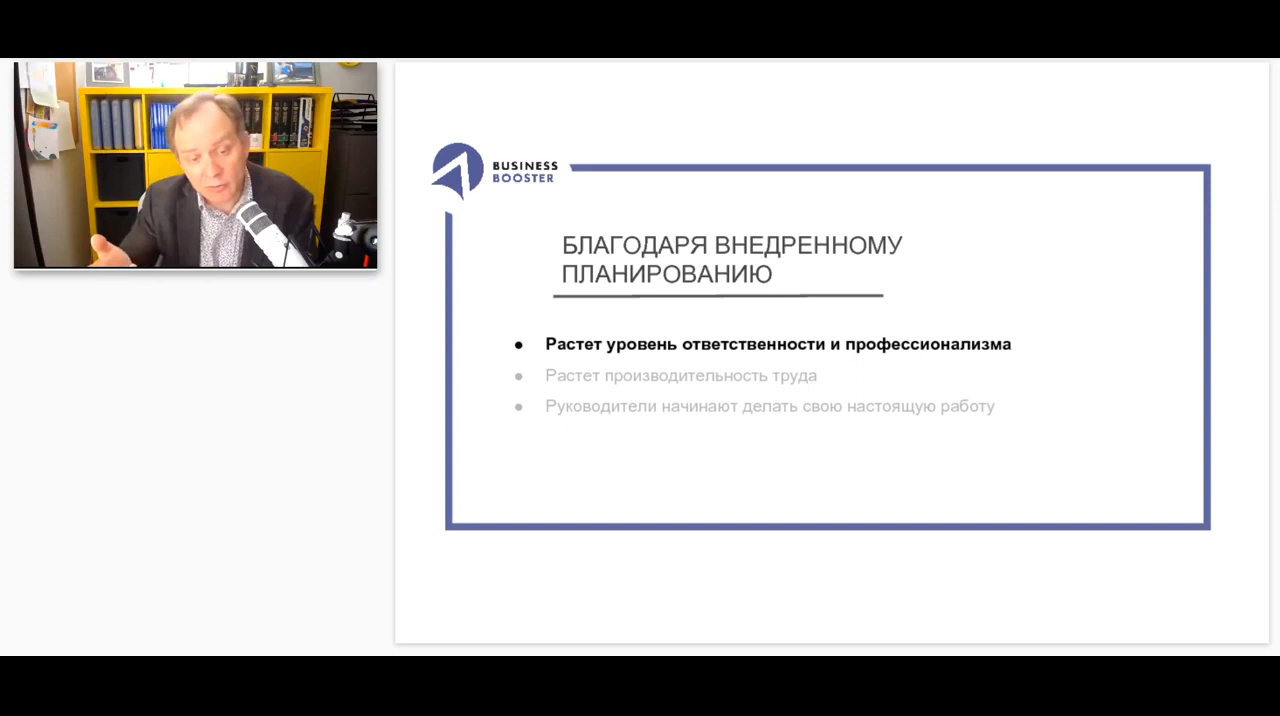 BUSINESS
BOOSTER
БЛАГОДАРЯ ВНЕДРЕННОМУ
ПЛАНИРОВАНИЮ
● Растет уровень ответственности и профессионализма
● Растет производительность труда
● Руководители начинают делать свою настоящую работу